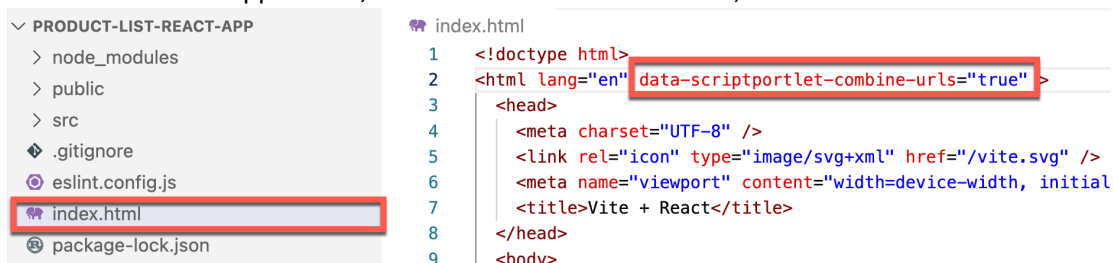 PRODUCT-LIST-REACT-APP
node_modules
public
src
.gitignore
eslint.config.js
index.html
package-lock.json
index.html
1 <!doctype html>
2 <html lang="en" data-scriptportlet-combine-urls="true" >
3 <head>
4 <meta charset="UTF-8" />
5 <link rel="icon" type="image/svg+xml" href="/vite.svg" />
6 <meta name="viewport" content="width=device-width, initial
7 <title>Vite + React</title>
8 </head>
9 <body>